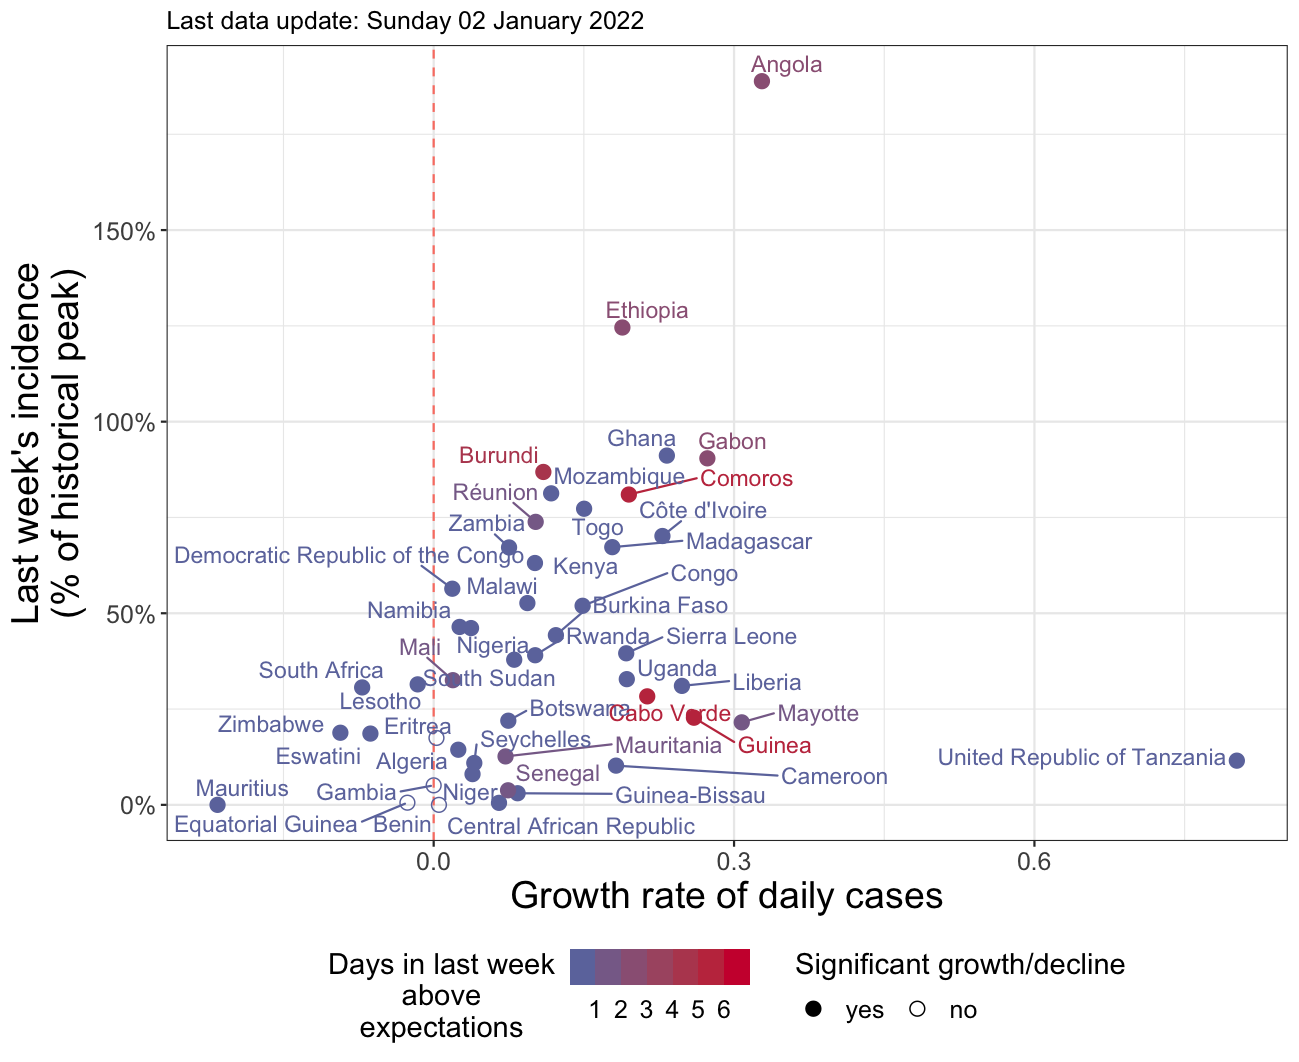 Last data update: Sunday 02 January 2022
Last week's incidence
(% of historical peak)
150%
100%
50%
0%
Angola
Ethiopia
Ghana
Gabon
Burundi
Mozambique
Comoros
Réunion
Côte d'Ivoire
Zambia
Togo
Madagascar
Democratic Republic of the Congo
Kenya
Congo
Malawi
Burkina Faso
Namibia
Rwanda
Sierra Leone
Mali
Nigeria
South Africa
South Sudan
Uganda
Liberia
Lesotho
Botswana
Cabo Verde
Mayotte
Zimbabwe
Eritrea
Seychelles
Mauritania
Guinea
Eswatini
Algeria
United Republic of Tanzania
Senegal
Cameroon
Mauritius
Gambia
Niger
Guinea-Bissau
Equatorial Guinea
Benin
Central African Republic
0.0
0.3
0.6
Growth rate of daily cases
Days in last week
above
expectations
1 2 3 4 5 6
Significant growth/decline
yes
no